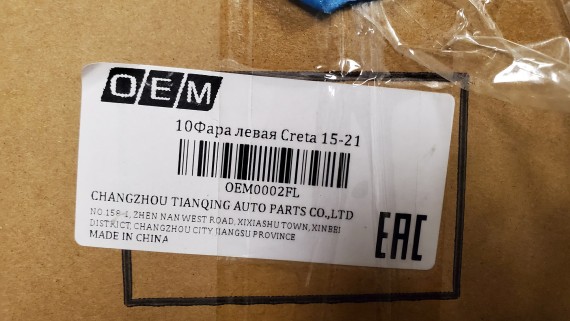 OEM
10Фара левая Creta 15-21
OEM0002FL
CHANGZHOU TIANQING AUTO PARTS CO.,LTD
NO.158-4, ZHEN NAN WEST ROAD, XIXIASHU TOWN, XINBEI
DISTRICT, CHANGZHOU CITY JIANGSU PROVINCE
MADE IN CHINA
EAC